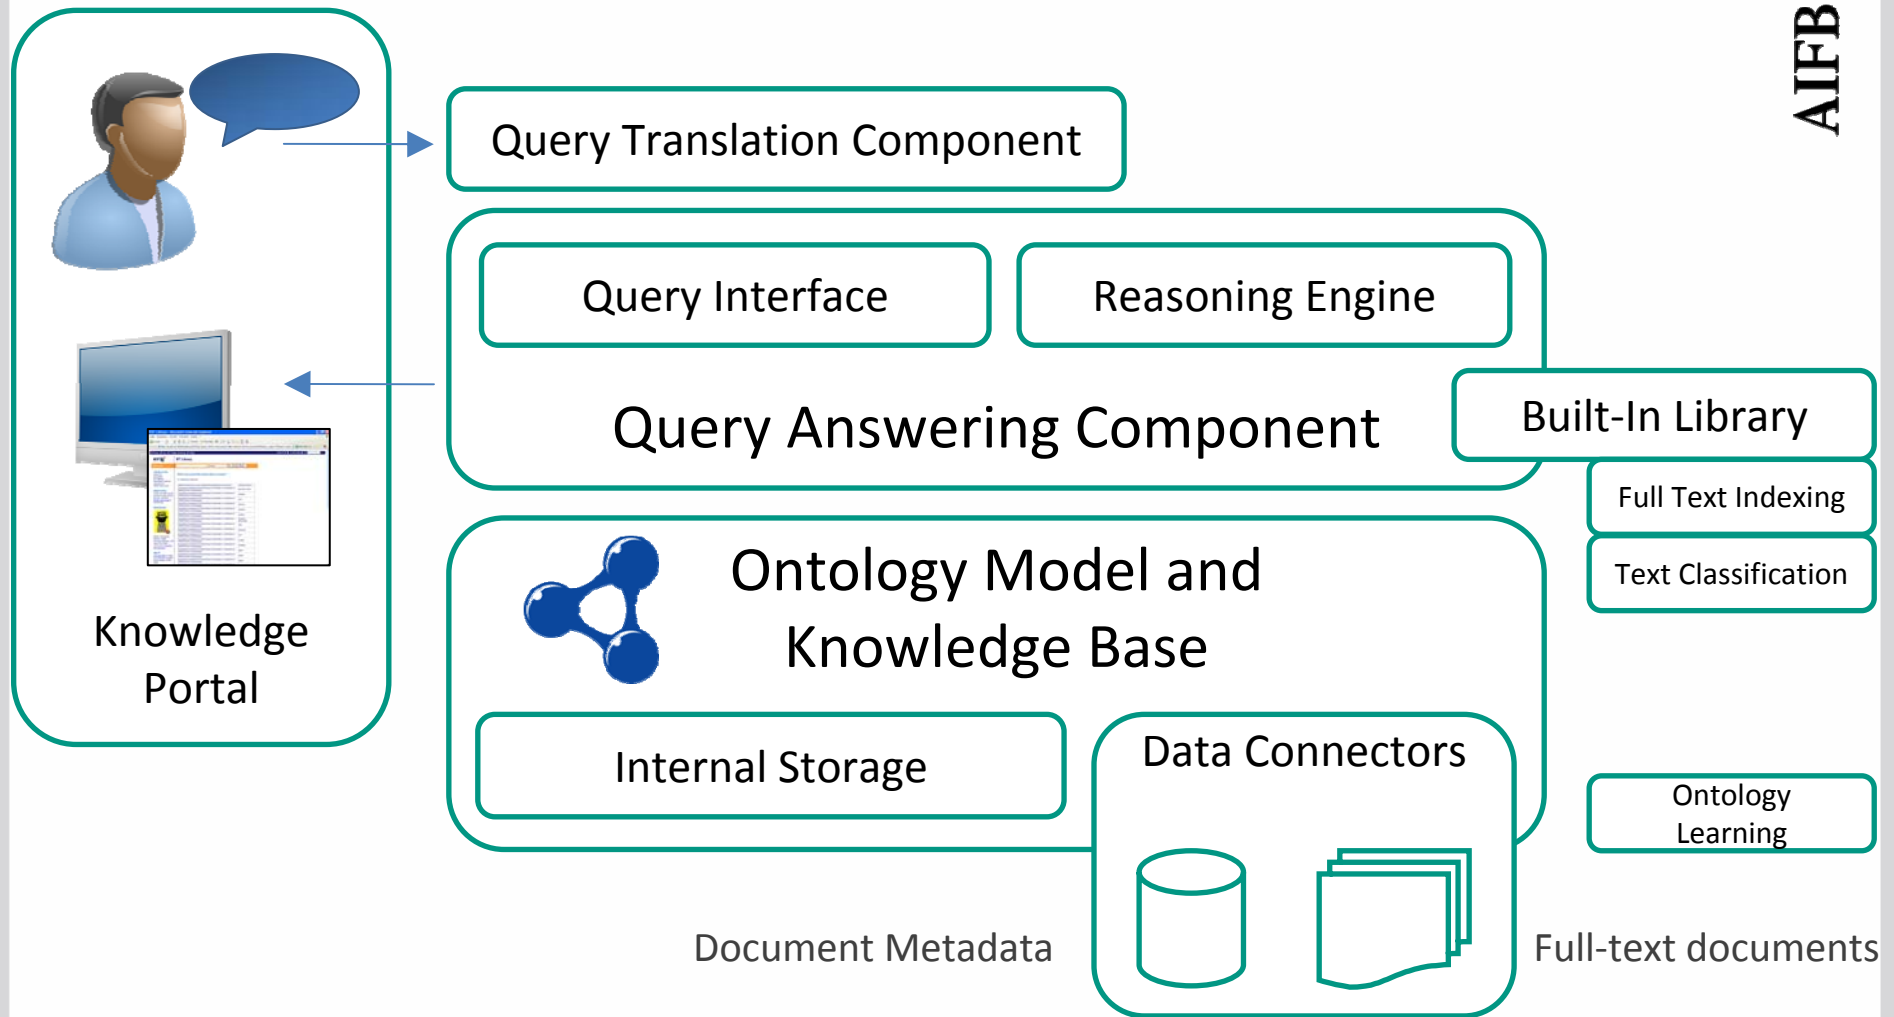 AIFB
Query Translation Component
Query Interface
Reasoning Engine
Query Answering Component
Built-In Library
Full Text Indexing
Text Classification
Ontology Model and
Knowledge Base
Knowledge
Portal
Internal Storage
Data Connectors
Ontology
Learning
Document Metadata
Full-text documents